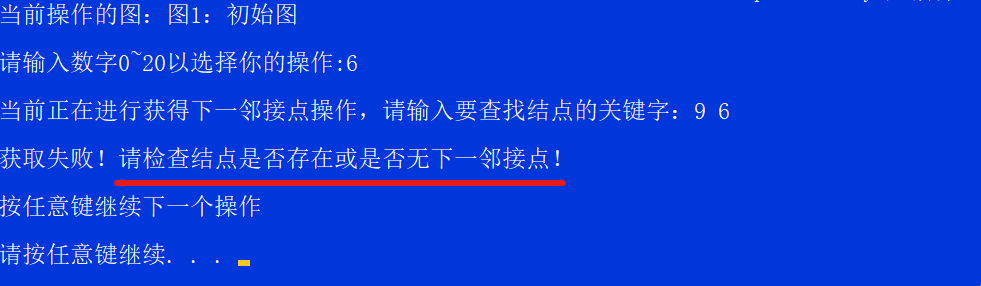 当前操作的图：图1：初始图
请输入数字0~20以选择你的操作:6
当前正在进行获得下一邻接点操作，请输入要查找结点的关键字：9 6
获取失败！请检查结点是否存在或是否无下一邻接点！
按任意键继续下一个操作
请按任意键继续. . .